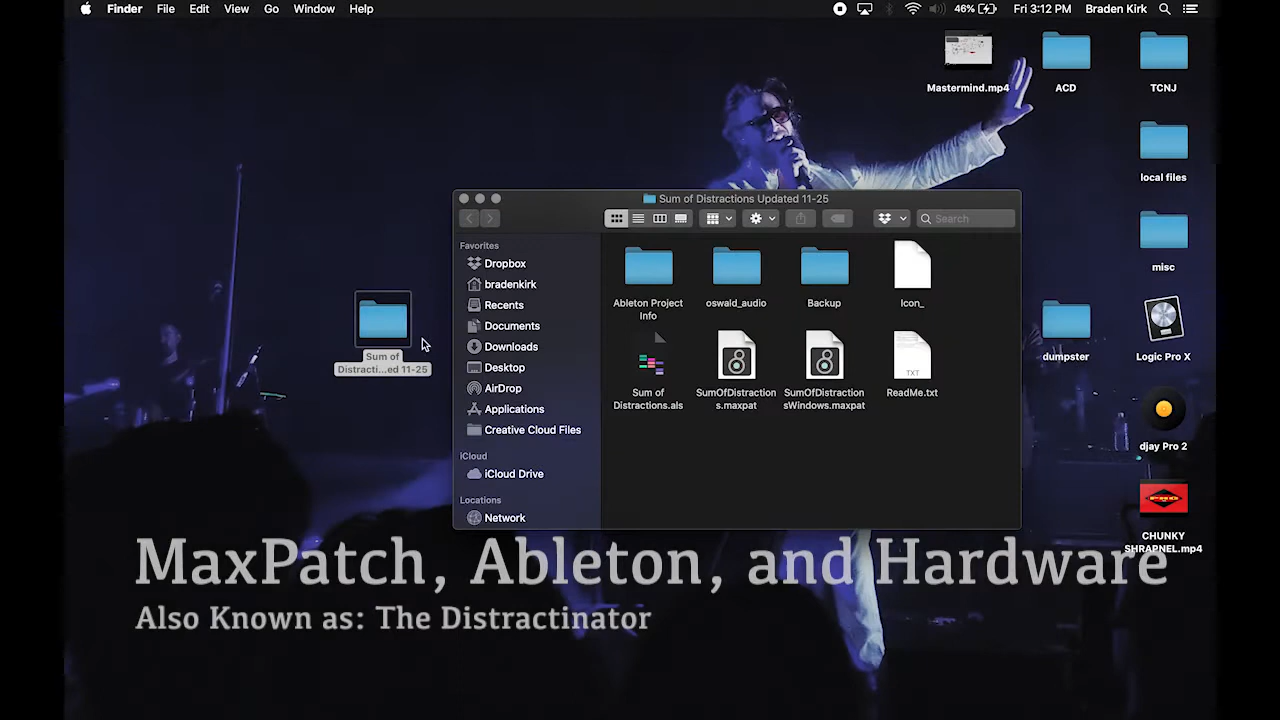 Finder File Edit View Go Window Help 46% Fri 3:12 PM Braden Kirk
Mastermind.mp4
ACD
TCNJ
local files
misc
dumpster
Logic Pro X
djay Pro 2
CHUNKY
SHRAPNEL.mp4
Sum of
Distracti...ed 11-25
Sum of Distractions Updated 11-25
Search
Favorites
Dropbox
bradenkirk
Recents
Documents
Downloads
Desktop
AirDrop
Applications
Creative Cloud Files
iCloud
iCloud Drive
Locations
Network
Ableton Project
Info
oswald_audio
Backup
Icon_
Sum of
Distractions.als
SumOfDistraction
s.maxpat
SumOfDistraction
sWindows.maxpat
TXT
ReadMe.txt
MaxPatch, Ableton, and Hardware
Also Known as: The Distractinator